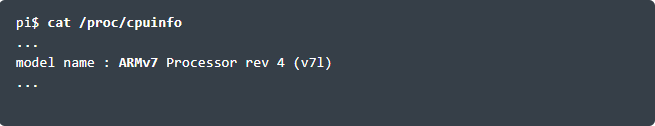 pi$ cat /proc/cpuinfo
...
model name : ARMv7 Processor rev 4 (v7l)
...